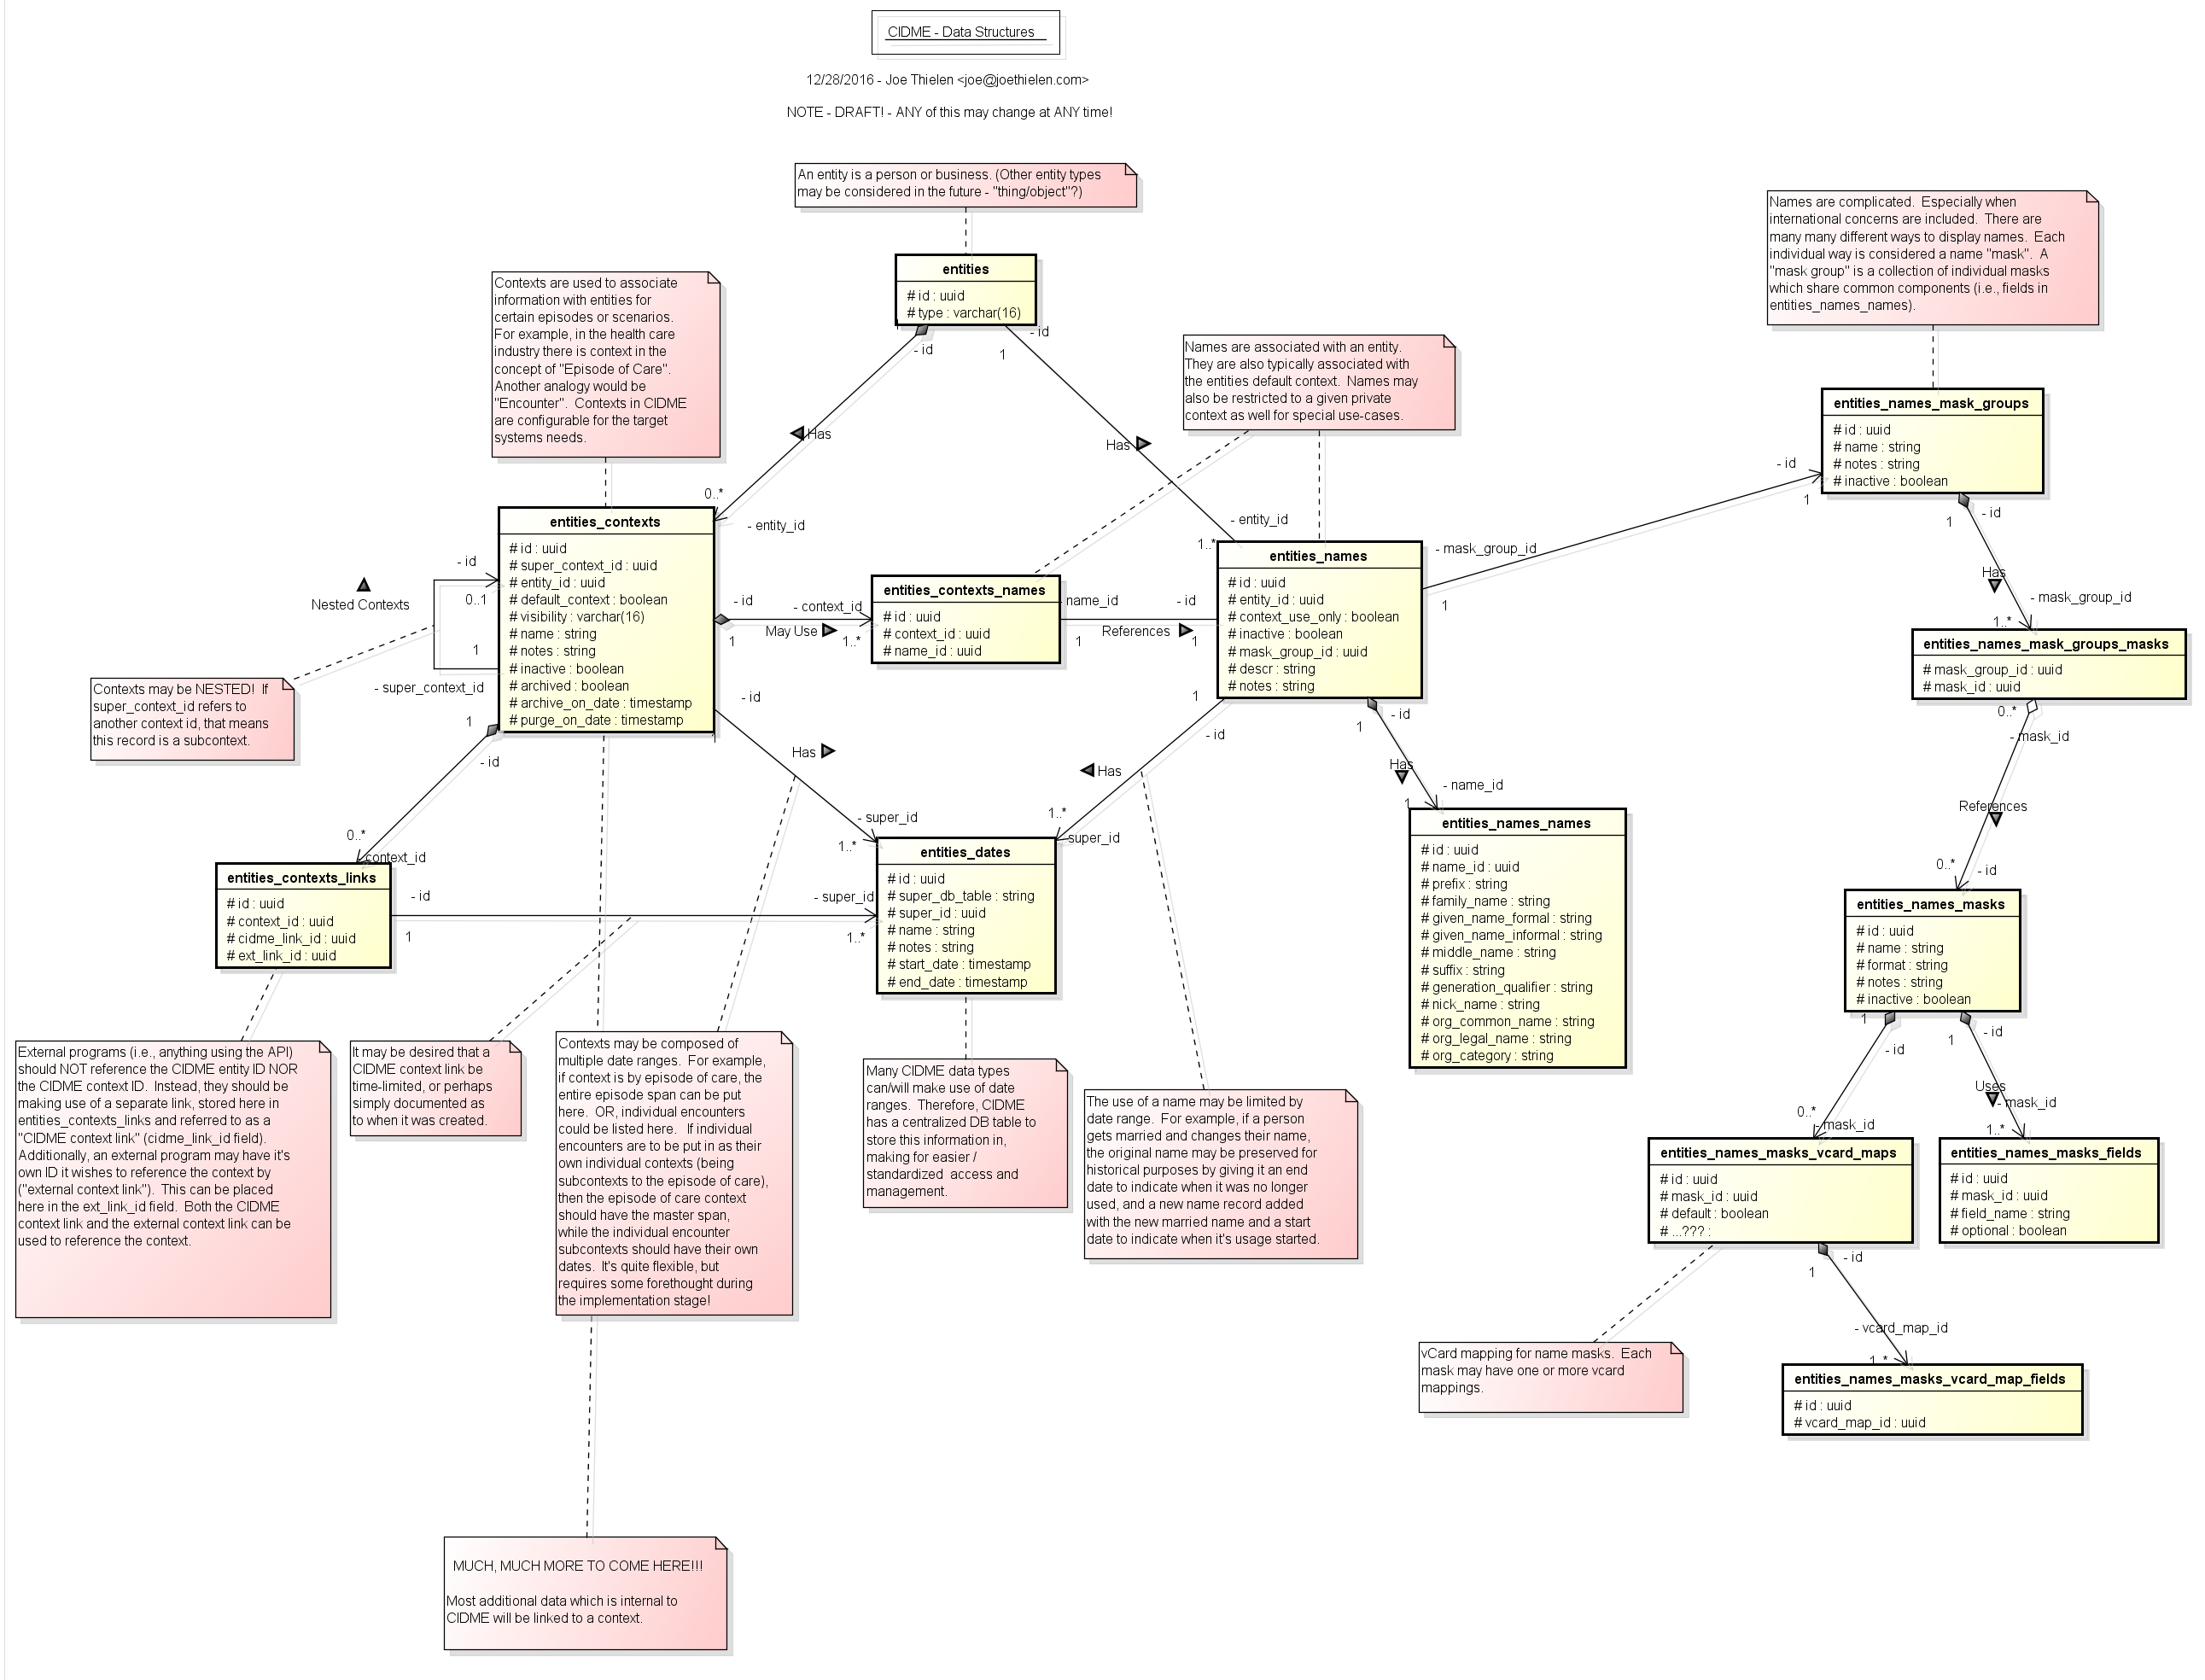 CIDME - Data Structures
12/28/2016 - Joe Thielen <joe@joethielen.com>
NOTE - DRAFT! - ANY of this may change at ANY time!
An entity is a person or business. (Other entity types
may be considered in the future - "thing/object"?)
entities
# id : uuid
# type : varchar(16)
- id
- id
1
Has
Has
0..*
- entity_id
- entity_id
1..*
Contexts are used to associate
information with entities for
certain episodes or scenarios.
For example, in the health care
industry there is context in the
concept of "Episode of Care".
Another analogy would be
"Encounter".  Contexts in CIDME
are configurable for the target
systems needs.
Names are associated with an entity.
They are also typically associated with
the entities default context.  Names may
also be restricted to a given private
context as well for special use-cases.
Names are complicated.  Especially when
international concerns are included.  There are
many many different ways to display names.  Each
individual way is considered a name "mask".  A
"mask group" is a collection of individual masks
which share common components (i.e., fields in
entities_names_names).
entities_names_mask_groups
# id : uuid
# name : string
# notes : string
# inactive : boolean
- id
1
- mask_group_id
1
- id
1
Has
- mask_group_id
1..*
entities_contexts
# id : uuid
# super_context_id : uuid
# entity_id : uuid
# default_context : boolean
# visibility : varchar(16)
# name : string
# notes : string
# inactive : boolean
# archived : boolean
# archive_on_date : timestamp
# purge_on_date : timestamp
- id
0..1
Nested Contexts
1
- super_context_id
Contexts may be NESTED!  If
super_context_id refers to
another context id, that means
this record is a subcontext.
- id
1
May Use
- context_id
1..*
entities_contexts_names
# id : uuid
# context_id : uuid
# name_id : uuid
name_id
1
References
- id
1
entities_names
# id : uuid
# entity_id : uuid
# context_use_only : boolean
# inactive : boolean
# mask_group_id : uuid
# descr : string
# notes : string
entities_names_mask_groups_masks
# mask_group_id : uuid
# mask_id : uuid
0..*
- mask_id
References
0..*
- id
1
- id
0..*
context_id
- id
Has
- super_id
1..*
1
- id
Has
1..*
super_id
- id
1
Has
- name_id
1
entities_contexts_links
# id : uuid
# context_id : uuid
# cidme_link_id : uuid
# ext_link_id : uuid
- id
1
- super_id
1..*
entities_dates
# id : uuid
# super_db_table : string
# super_id : uuid
# name : string
# notes : string
# start_date : timestamp
# end_date : timestamp
entities_names_names
# id : uuid
# name_id : uuid
# prefix : string
# family_name : string
# given_name_formal : string
# given_name_informal : string
# middle_name : string
# suffix : string
# generation_qualifier : string
# nick_name : string
# org_common_name : string
# org_legal_name : string
# org_category : string
entities_names_masks
# id : uuid
# name : string
# format : string
# notes : string
# inactive : boolean
1
- id
0..*
- mask_id
- id
1
Uses
- mask_id
1..*
External programs (i.e., anything using the API)
should NOT reference the CIDME entity ID NOR
the CIDME context ID.  Instead, they should be
making use of a separate link, stored here in
entities_contexts_links and referred to as a
"CIDME context link" (cidme_link_id field).
Additionally, an external program may have it's
own ID it wishes to reference the context by
("external context link").  This can be placed
here in the ext_link_id field.  Both the CIDME
context link and the external context link can be
used to reference the context.
It may be desired that a
CIDME context link be
time-limited, or perhaps
simply documented as
to when it was created.
Contexts may be composed of
multiple date ranges.  For example,
if context is by episode of care, the
entire episode span can be put
here.  OR, individual encounters
could be listed here.   If individual
encounters are to be put in as their
own individual contexts (being
subcontexts to the episode of care),
then the episode of care context
should have the master span,
while the individual encounter
subcontexts should have their own
dates.  It's quite flexible, but
requires some forethought during
the implementation stage!
Many CIDME data types
can/will make use of date
ranges.  Therefore, CIDME
has a centralized DB table to
store this information in,
making for easier /
standardized  access and
management.
The use of a name may be limited by
date range.  For example, if a person
gets married and changes their name,
the original name may be preserved for
historical purposes by giving it an end
date to indicate when it was no longer
used, and a new name record added
with the new married name and a start
date to indicate when it's usage started.
entities_names_masks_vcard_maps
# id : uuid
# mask_id : uuid
# default : boolean
# ...??? :
entities_names_masks_fields
# id : uuid
# mask_id : uuid
# field_name : string
# optional : boolean
- id
1
- vcard_map_id
1..*
vCard mapping for name masks.  Each
mask may have one or more vcard
mappings.
entities_names_masks_vcard_map_fields
# id : uuid
# vcard_map_id : uuid
MUCH, MUCH MORE TO COME HERE!!!
Most additional data which is internal to
CIDME will be linked to a context.